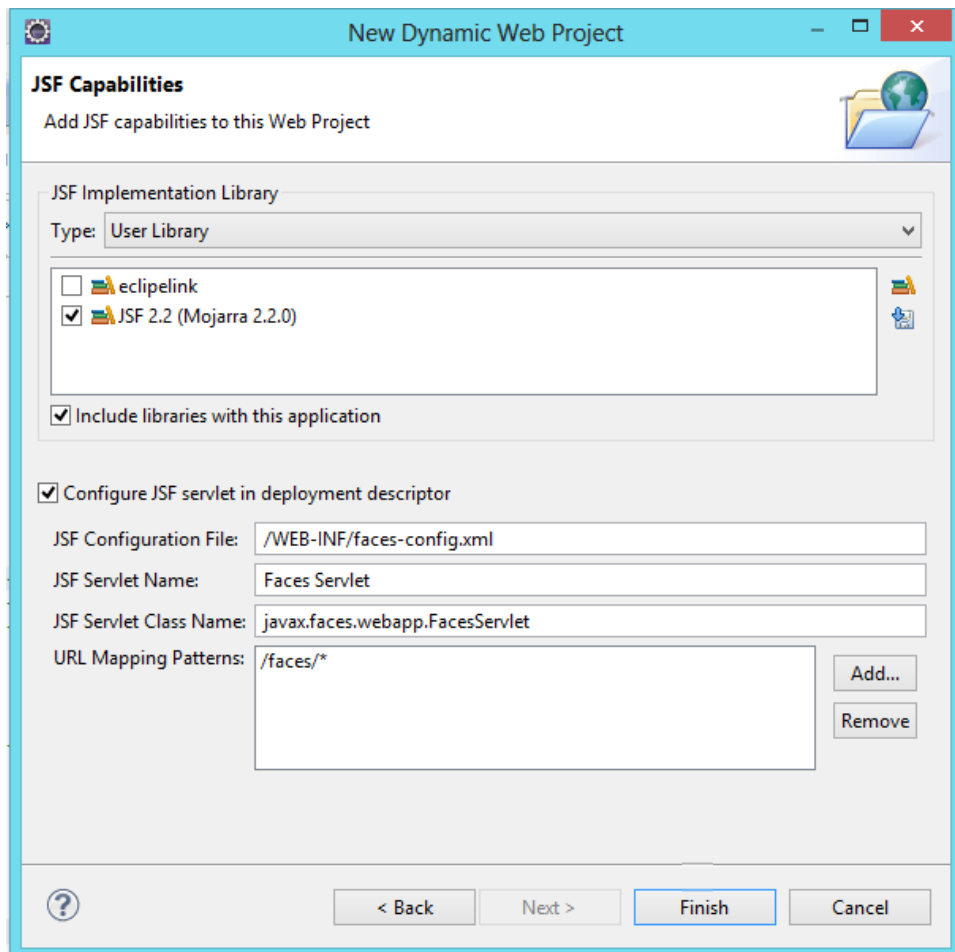 New Dynamic Web Project
JSF Capabilities
Add JSF capabilities to this Web Project
JSF Implementation Library
Type: User Library
eclipelink
JSF 2.2 (Mojarra 2.2.0)
Include libraries with this application
Configure JSF servlet in deployment descriptor
JSF Configuration File: /WEB-INF/faces-config.xml
JSF Servlet Name: Faces Servlet
JSF Servlet Class Name: javax.faces.webapp.FacesServlet
URL Mapping Patterns: /faces/*
Add...
Remove
? < Back Next > Finish Cancel